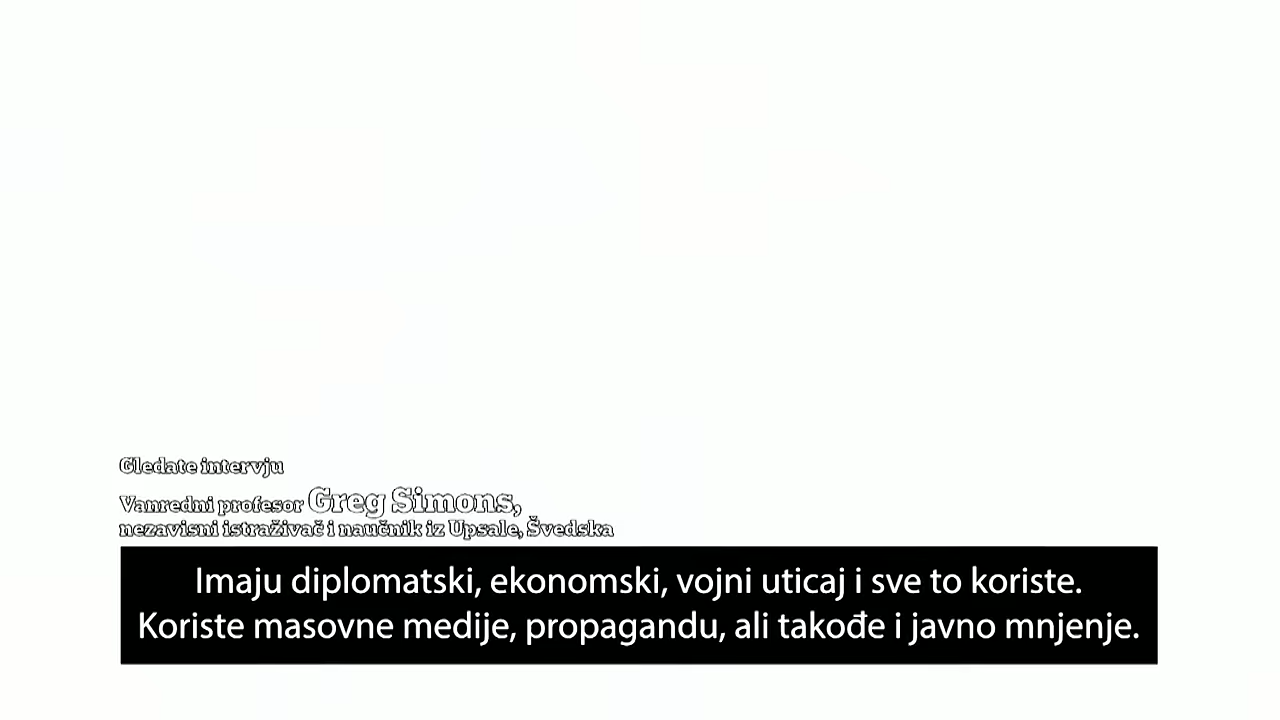 Gledate intervju
Vanredni profesor Greg Simons,
nezavisni istraživač i naučnik iz Upsale, Švedska
Imaju diplomatski, ekonomski, vojni uticaj i sve to koriste.
Koriste masovne medije, propagandu, ali takođe i javno mnjenje.